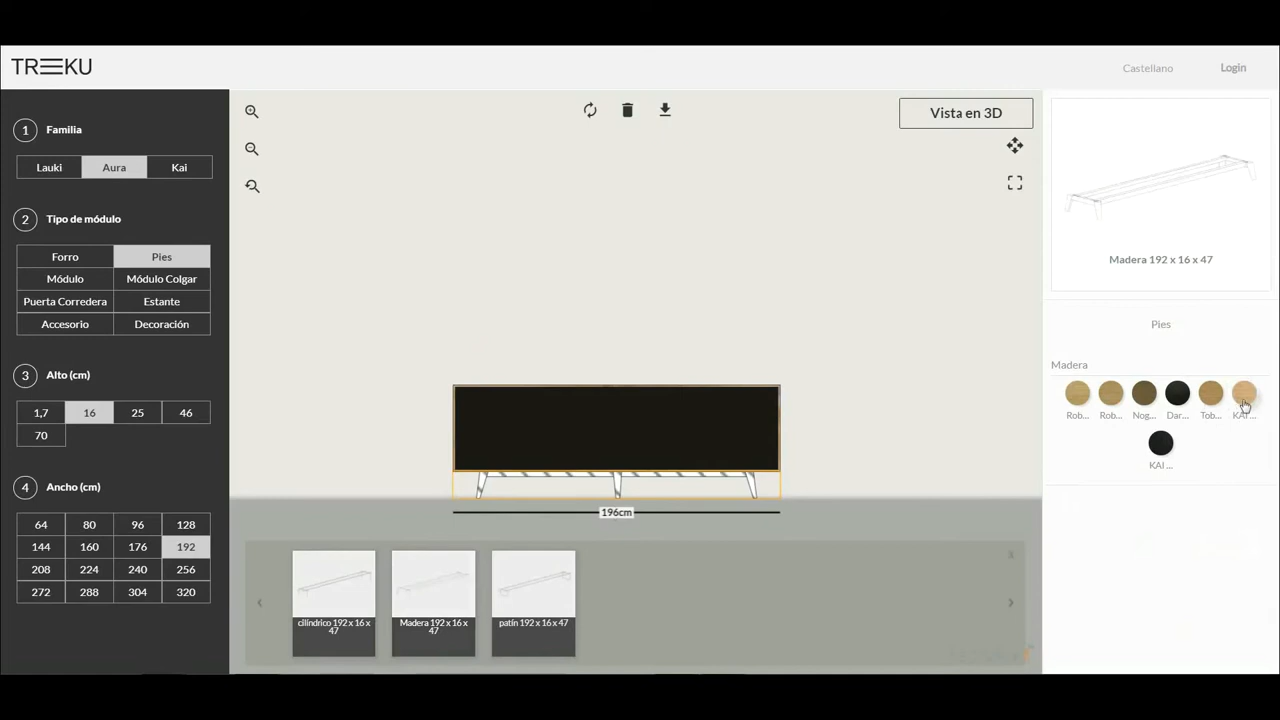 TREKU
Castellano
Login
1 Familia
Lauki Aura Kai
2 Tipo de módulo
Forro Pies
Módulo Módulo Colgar
Puerta Corredera Estante
Accesorio Decoración
3 Alto (cm)
1,7 16 25 46
70
4 Ancho (cm)
64 80 96 128
144 160 176 192
208 224 240 256
272 288 304 320
Vista en 3D
196cm
cilíndrico 192 x 16 x
47
Madera 192 x 16 x
47
patín 192 x 16 x 47
Madera 192 x 16 x 47
Pies
Madera
Rob... Rob... Nog... Dar... Tob... KAI ...
KAI ...